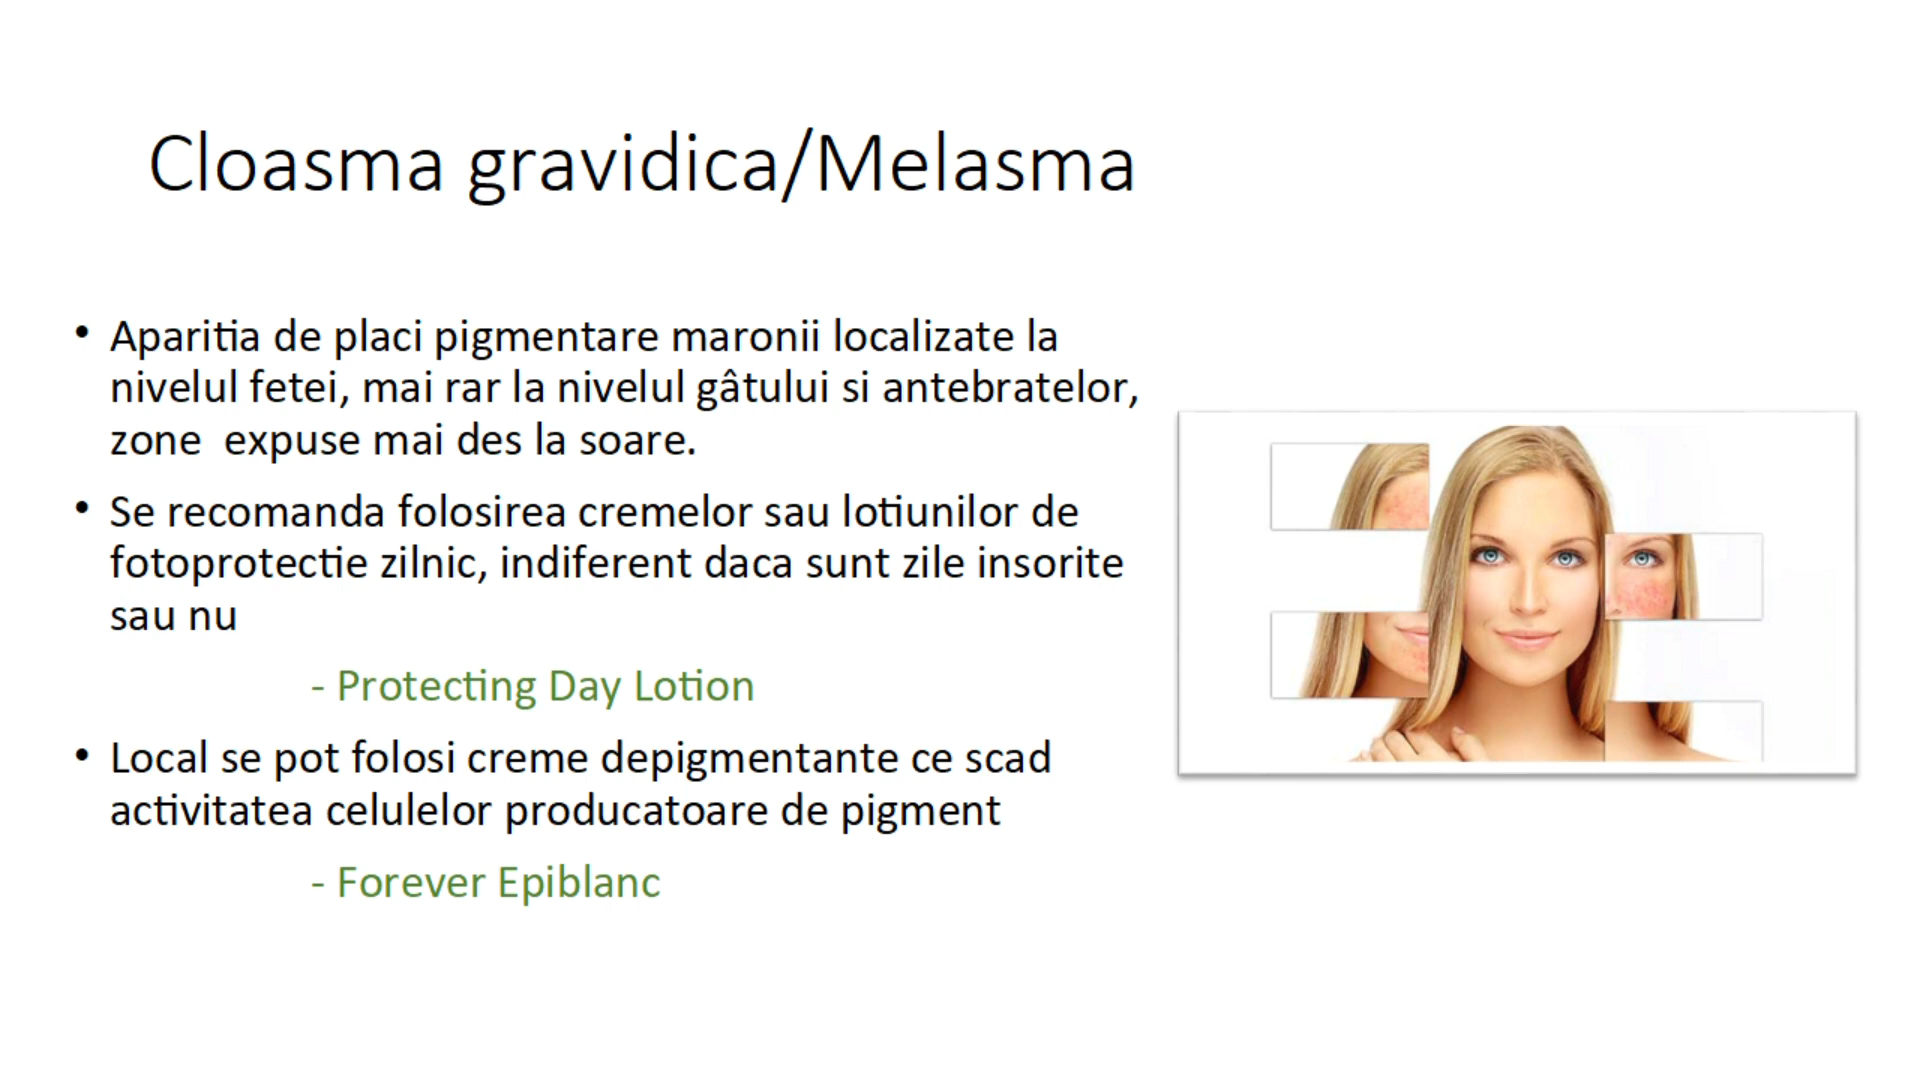 Cloasma gravidica/Melasma
• Aparitia de placi pigmentare maronii localizate la
nivelul fetei, mai rar la nivelul gâtului si antebratelor,
zone  expuse mai des la soare.
• Se recomanda folosirea cremelor sau lotiunilor de
fotoprotectie zilnic, indiferent daca sunt zile insorite
sau nu
- Protecting Day Lotion
• Local se pot folosi creme depigmentante ce scad
activitatea celulelor producatoare de pigment
- Forever Epiblanc